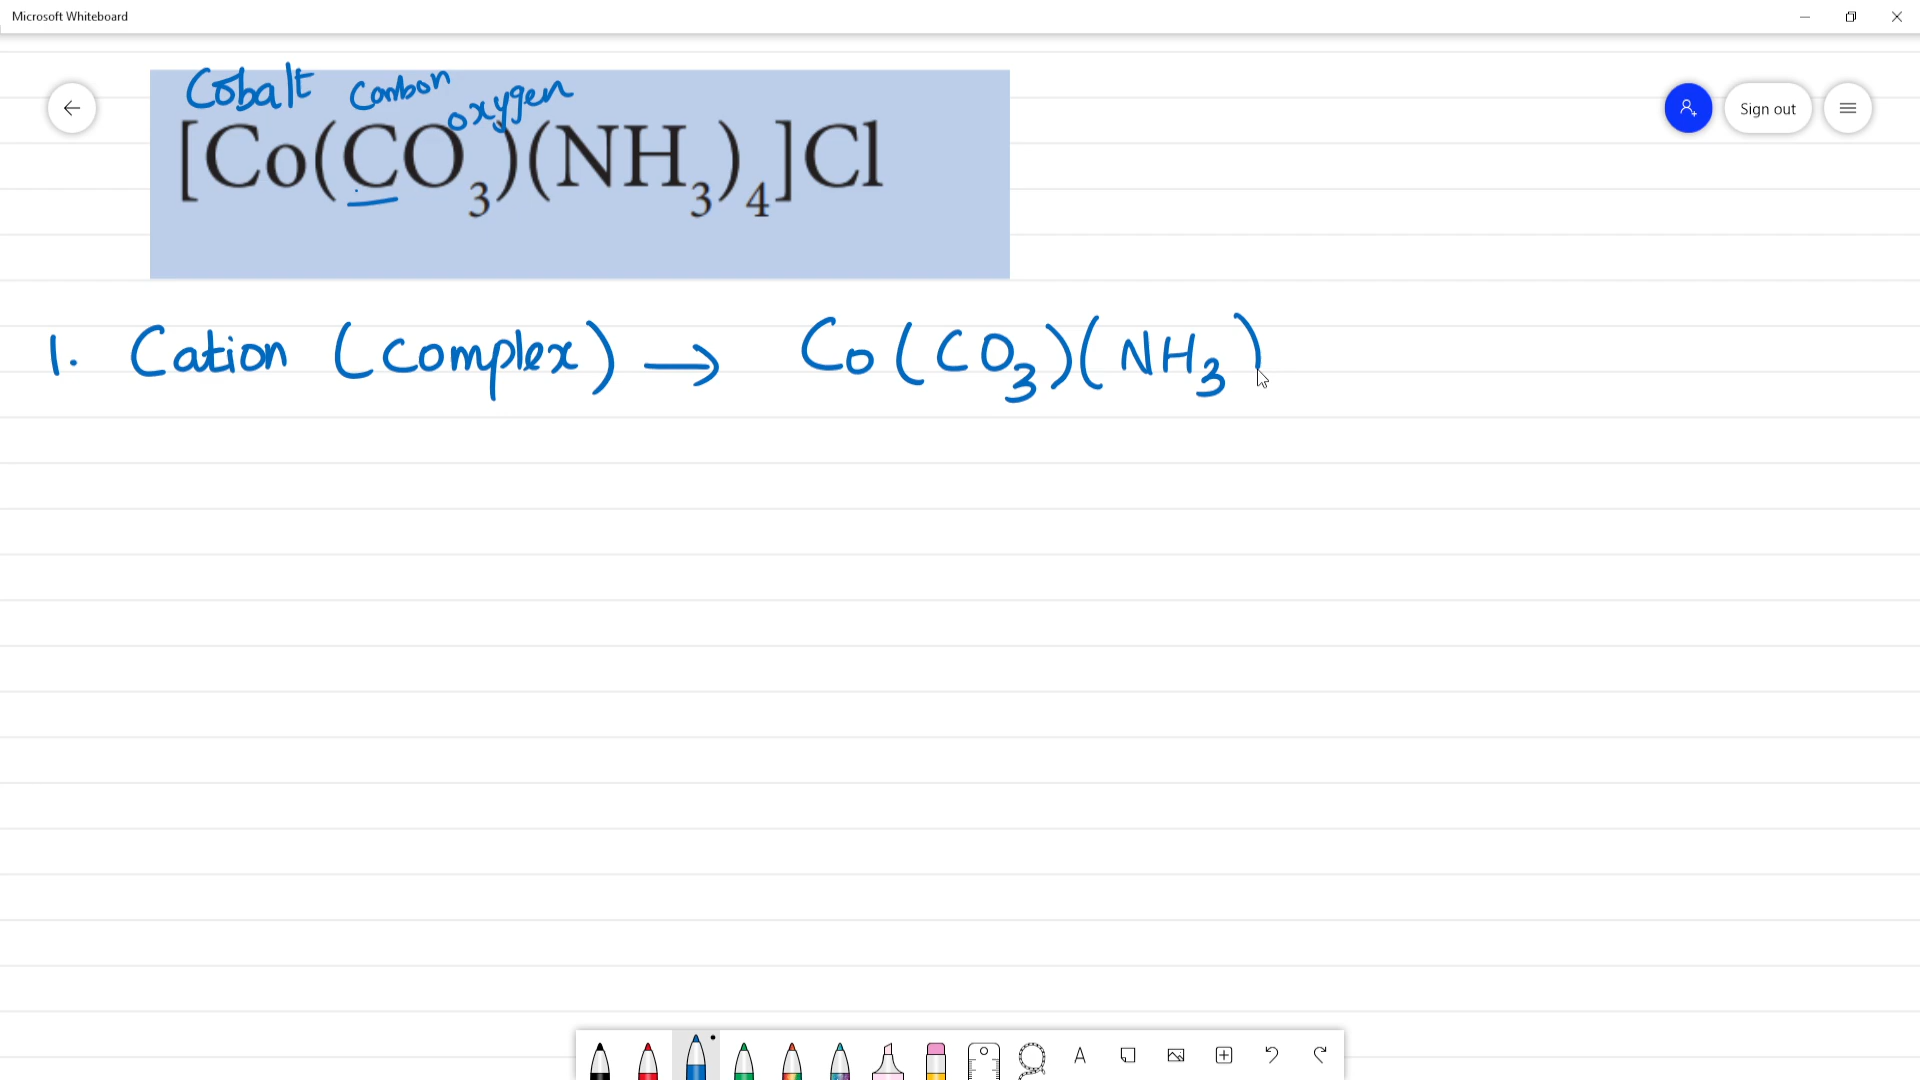 Microsoft Whiteboard
Cobalt Carbon
oxygen
[Co(CO₃)(NH₃)₄]Cl
Sign out
1. Cation (Complex) → Co(CO₃)(NH₃)
A